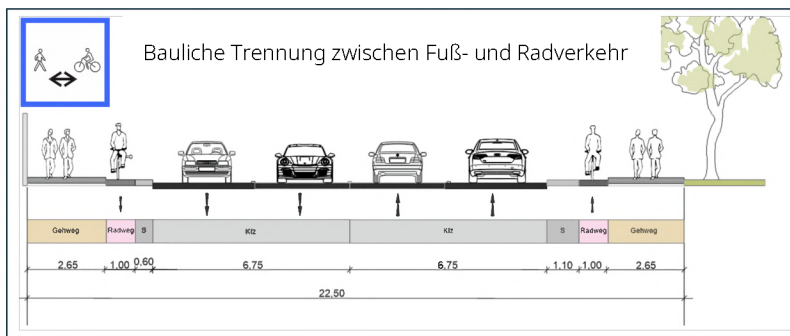 Bauliche Trennung zwischen Fuß- und Radverkehr
Gehweg Radweg S Kfz Kfz S Radweg Gehweg
2.65 1.00 0.60 6.75 6.75 1.10 1.00 2.65
22.50